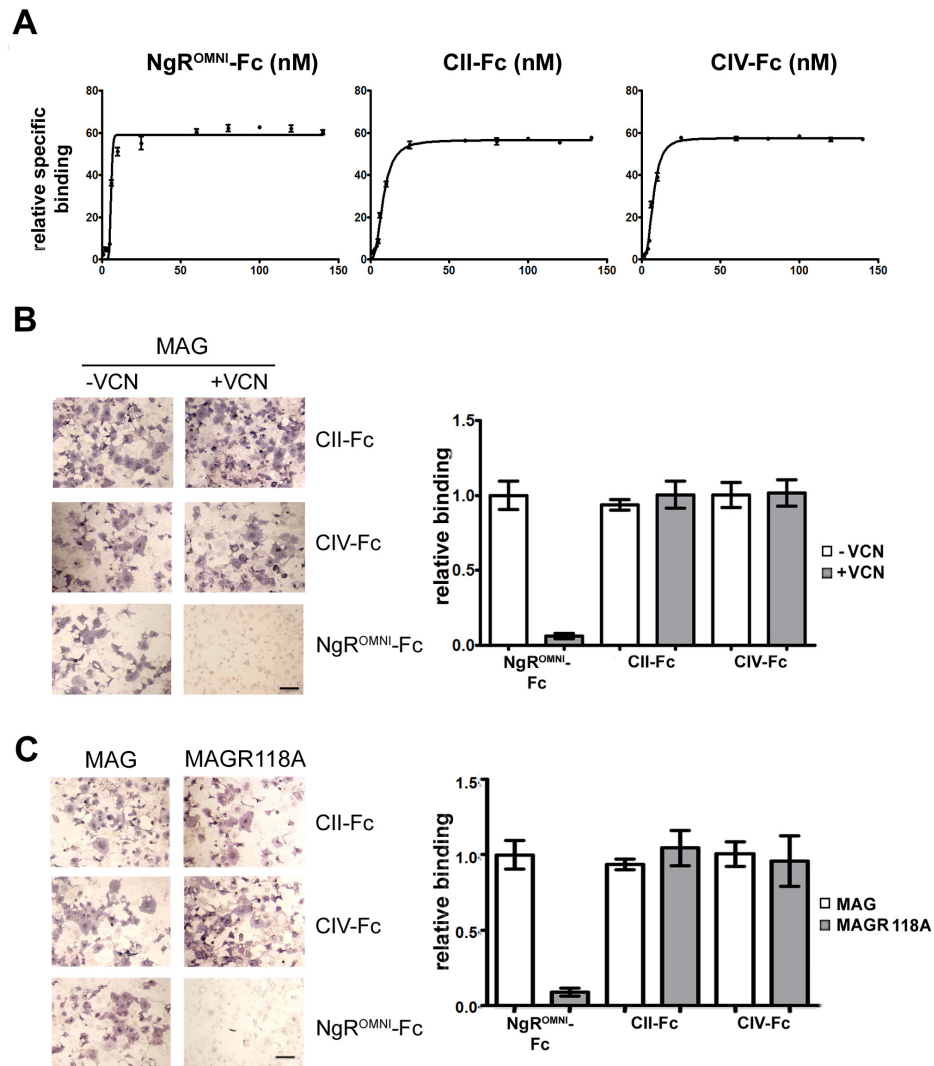 A
NgR^OMNI-Fc (nM)
CII-Fc (nM)
CIV-Fc (nM)
relative specific
binding
80
60
40
20
0
0
50
100
150
80
60
40
20
0
0
50
100
150
80
60
40
20
0
0
50
100
150
B
MAG
-VCN
+VCN
CII-Fc
CIV-Fc
NgR^OMNI-Fc
relative binding
1.5
1.0
0.5
0.0
NgR^OMNI-
Fc
CII-Fc
CIV-Fc
- VCN
+VCN
C
MAG
MAGR118A
CII-Fc
CIV-Fc
NgR^OMNI-Fc
relative binding
1.5
1.0
0.5
0.0
NgR^OMNI-
Fc
CII-Fc
CIV-Fc
MAG
MAGR118A